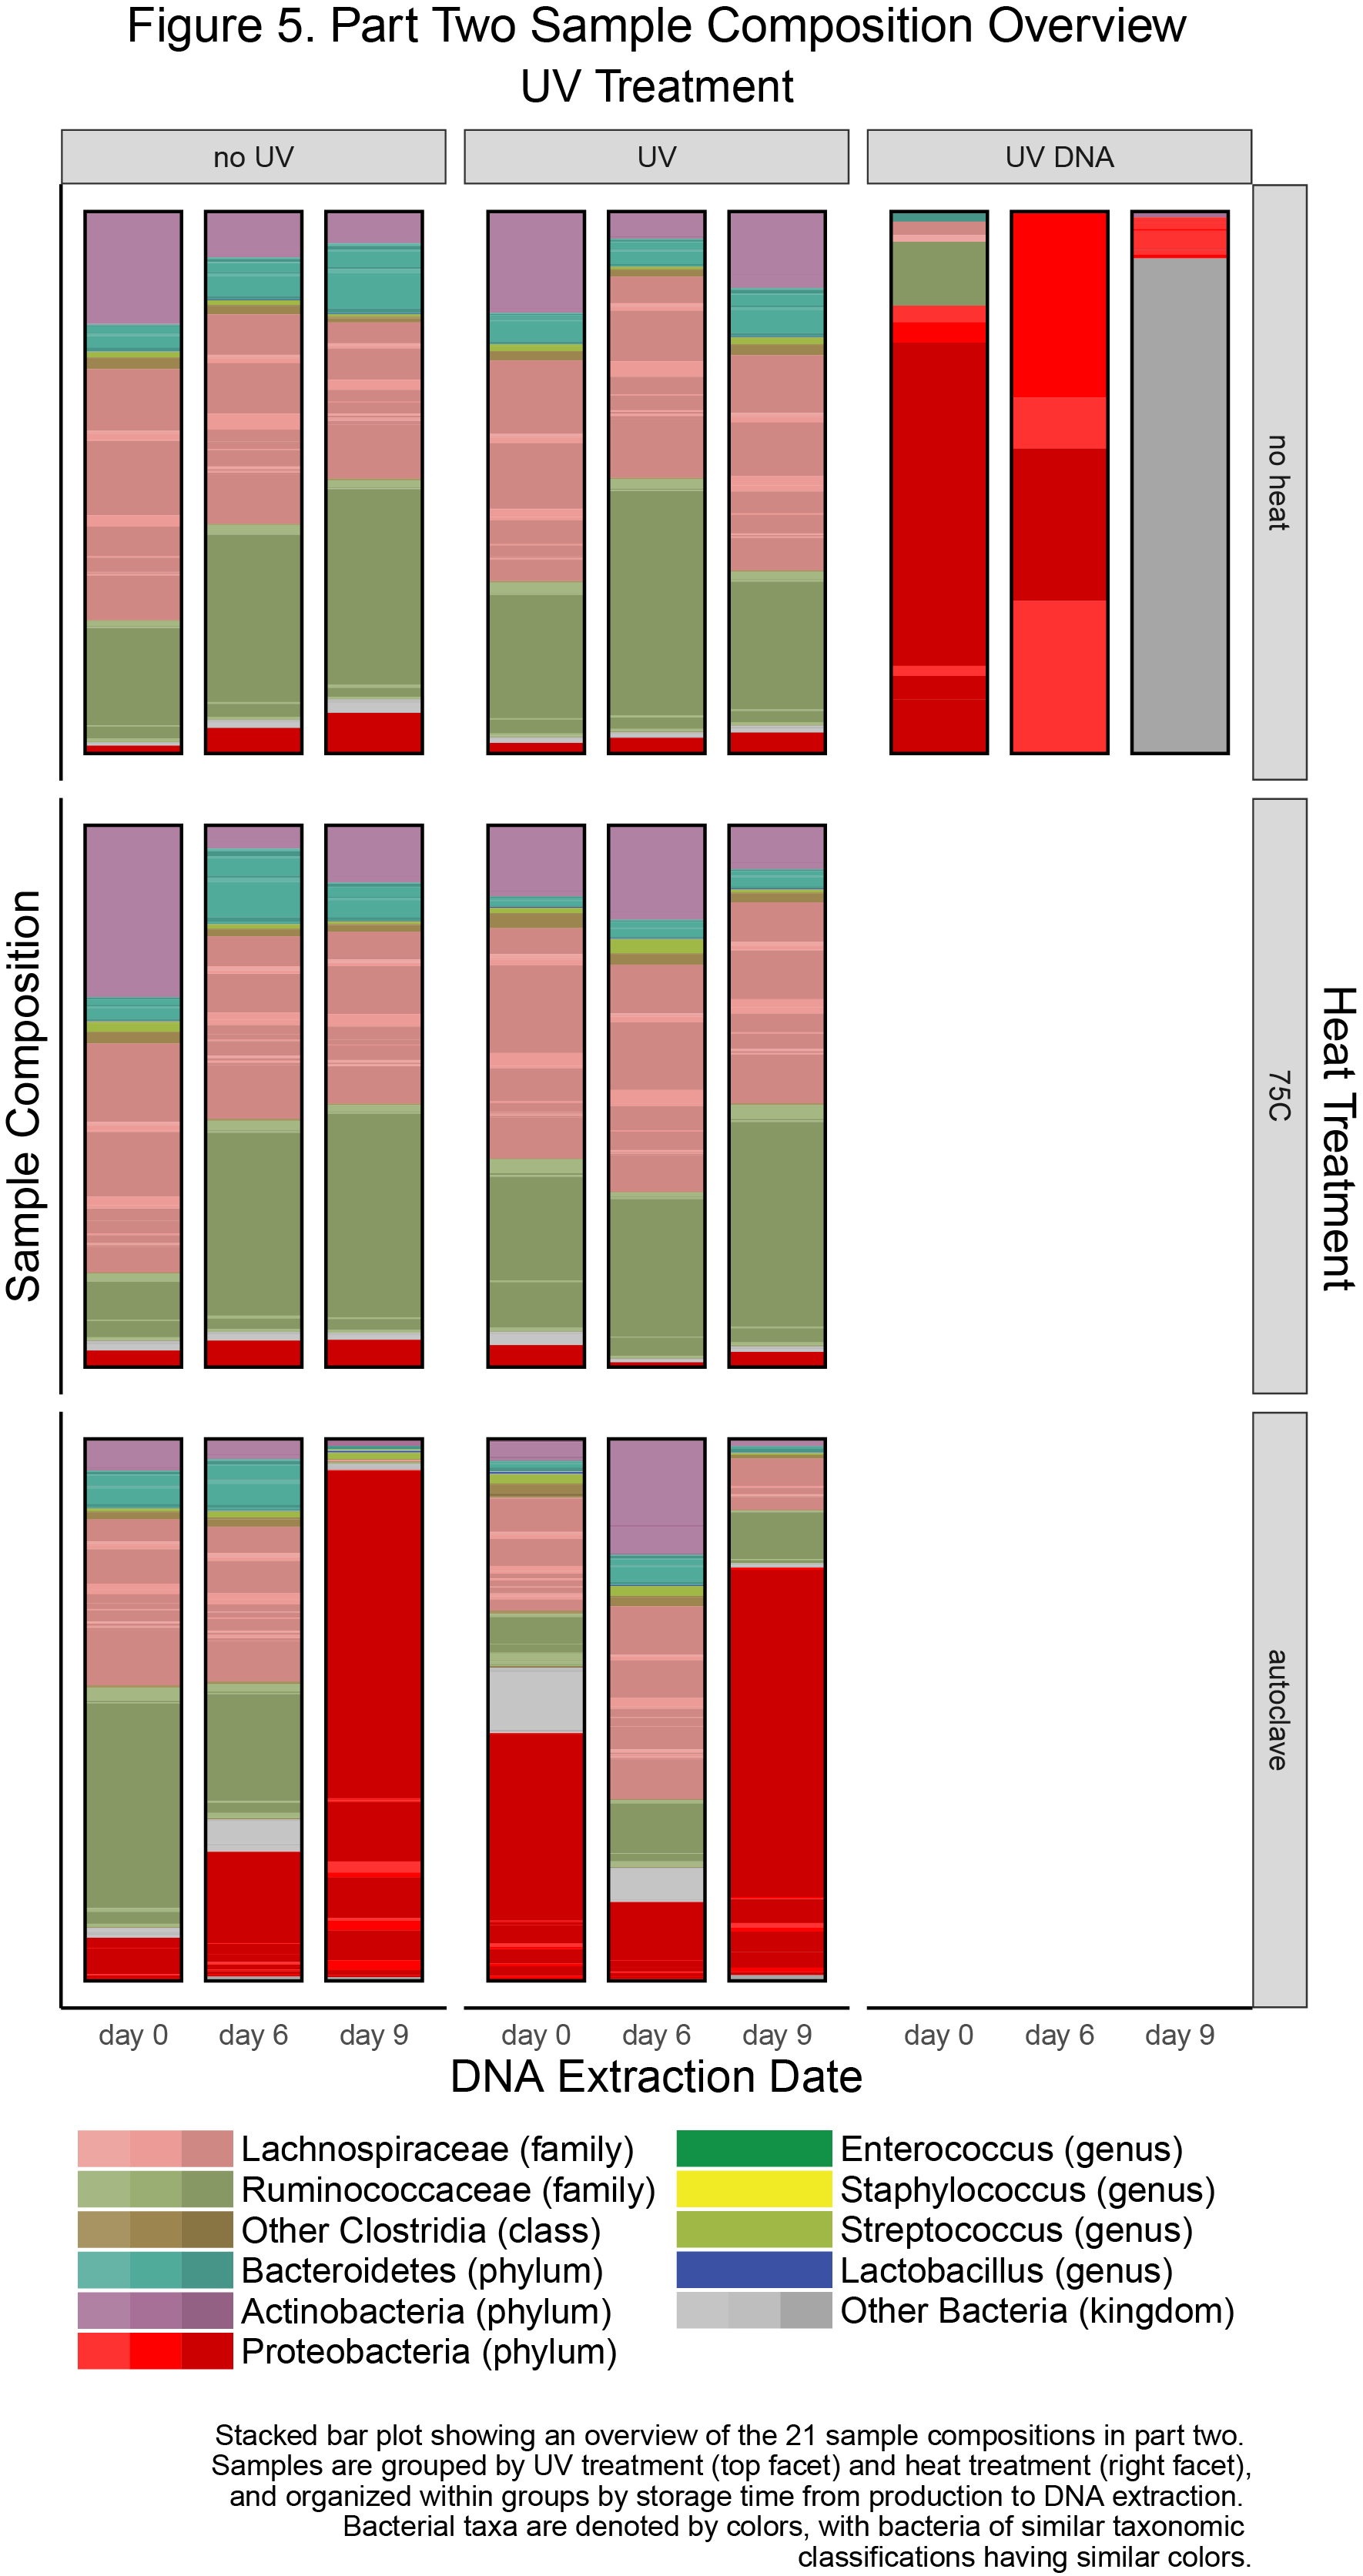 Figure 5. Part Two Sample Composition Overview
UV Treatment
no UV
UV
UV DNA
no heat
75C
autoclave
Sample Composition
Heat Treatment
day 0
day 6
day 9
day 0
day 6
day 9
day 0
day 6
day 9
DNA Extraction Date
Lachnospiraceae (family)
Ruminococcaceae (family)
Other Clostridia (class)
Bacteroidetes (phylum)
Actinobacteria (phylum)
Proteobacteria (phylum)
Enterococcus (genus)
Staphylococcus (genus)
Streptococcus (genus)
Lactobacillus (genus)
Other Bacteria (kingdom)
Stacked bar plot showing an overview of the 21 sample compositions in part two.
Samples are grouped by UV treatment (top facet) and heat treatment (right facet),
and organized within groups by storage time from production to DNA extraction.
Bacterial taxa are denoted by colors, with bacteria of similar taxonomic
classifications having similar colors.